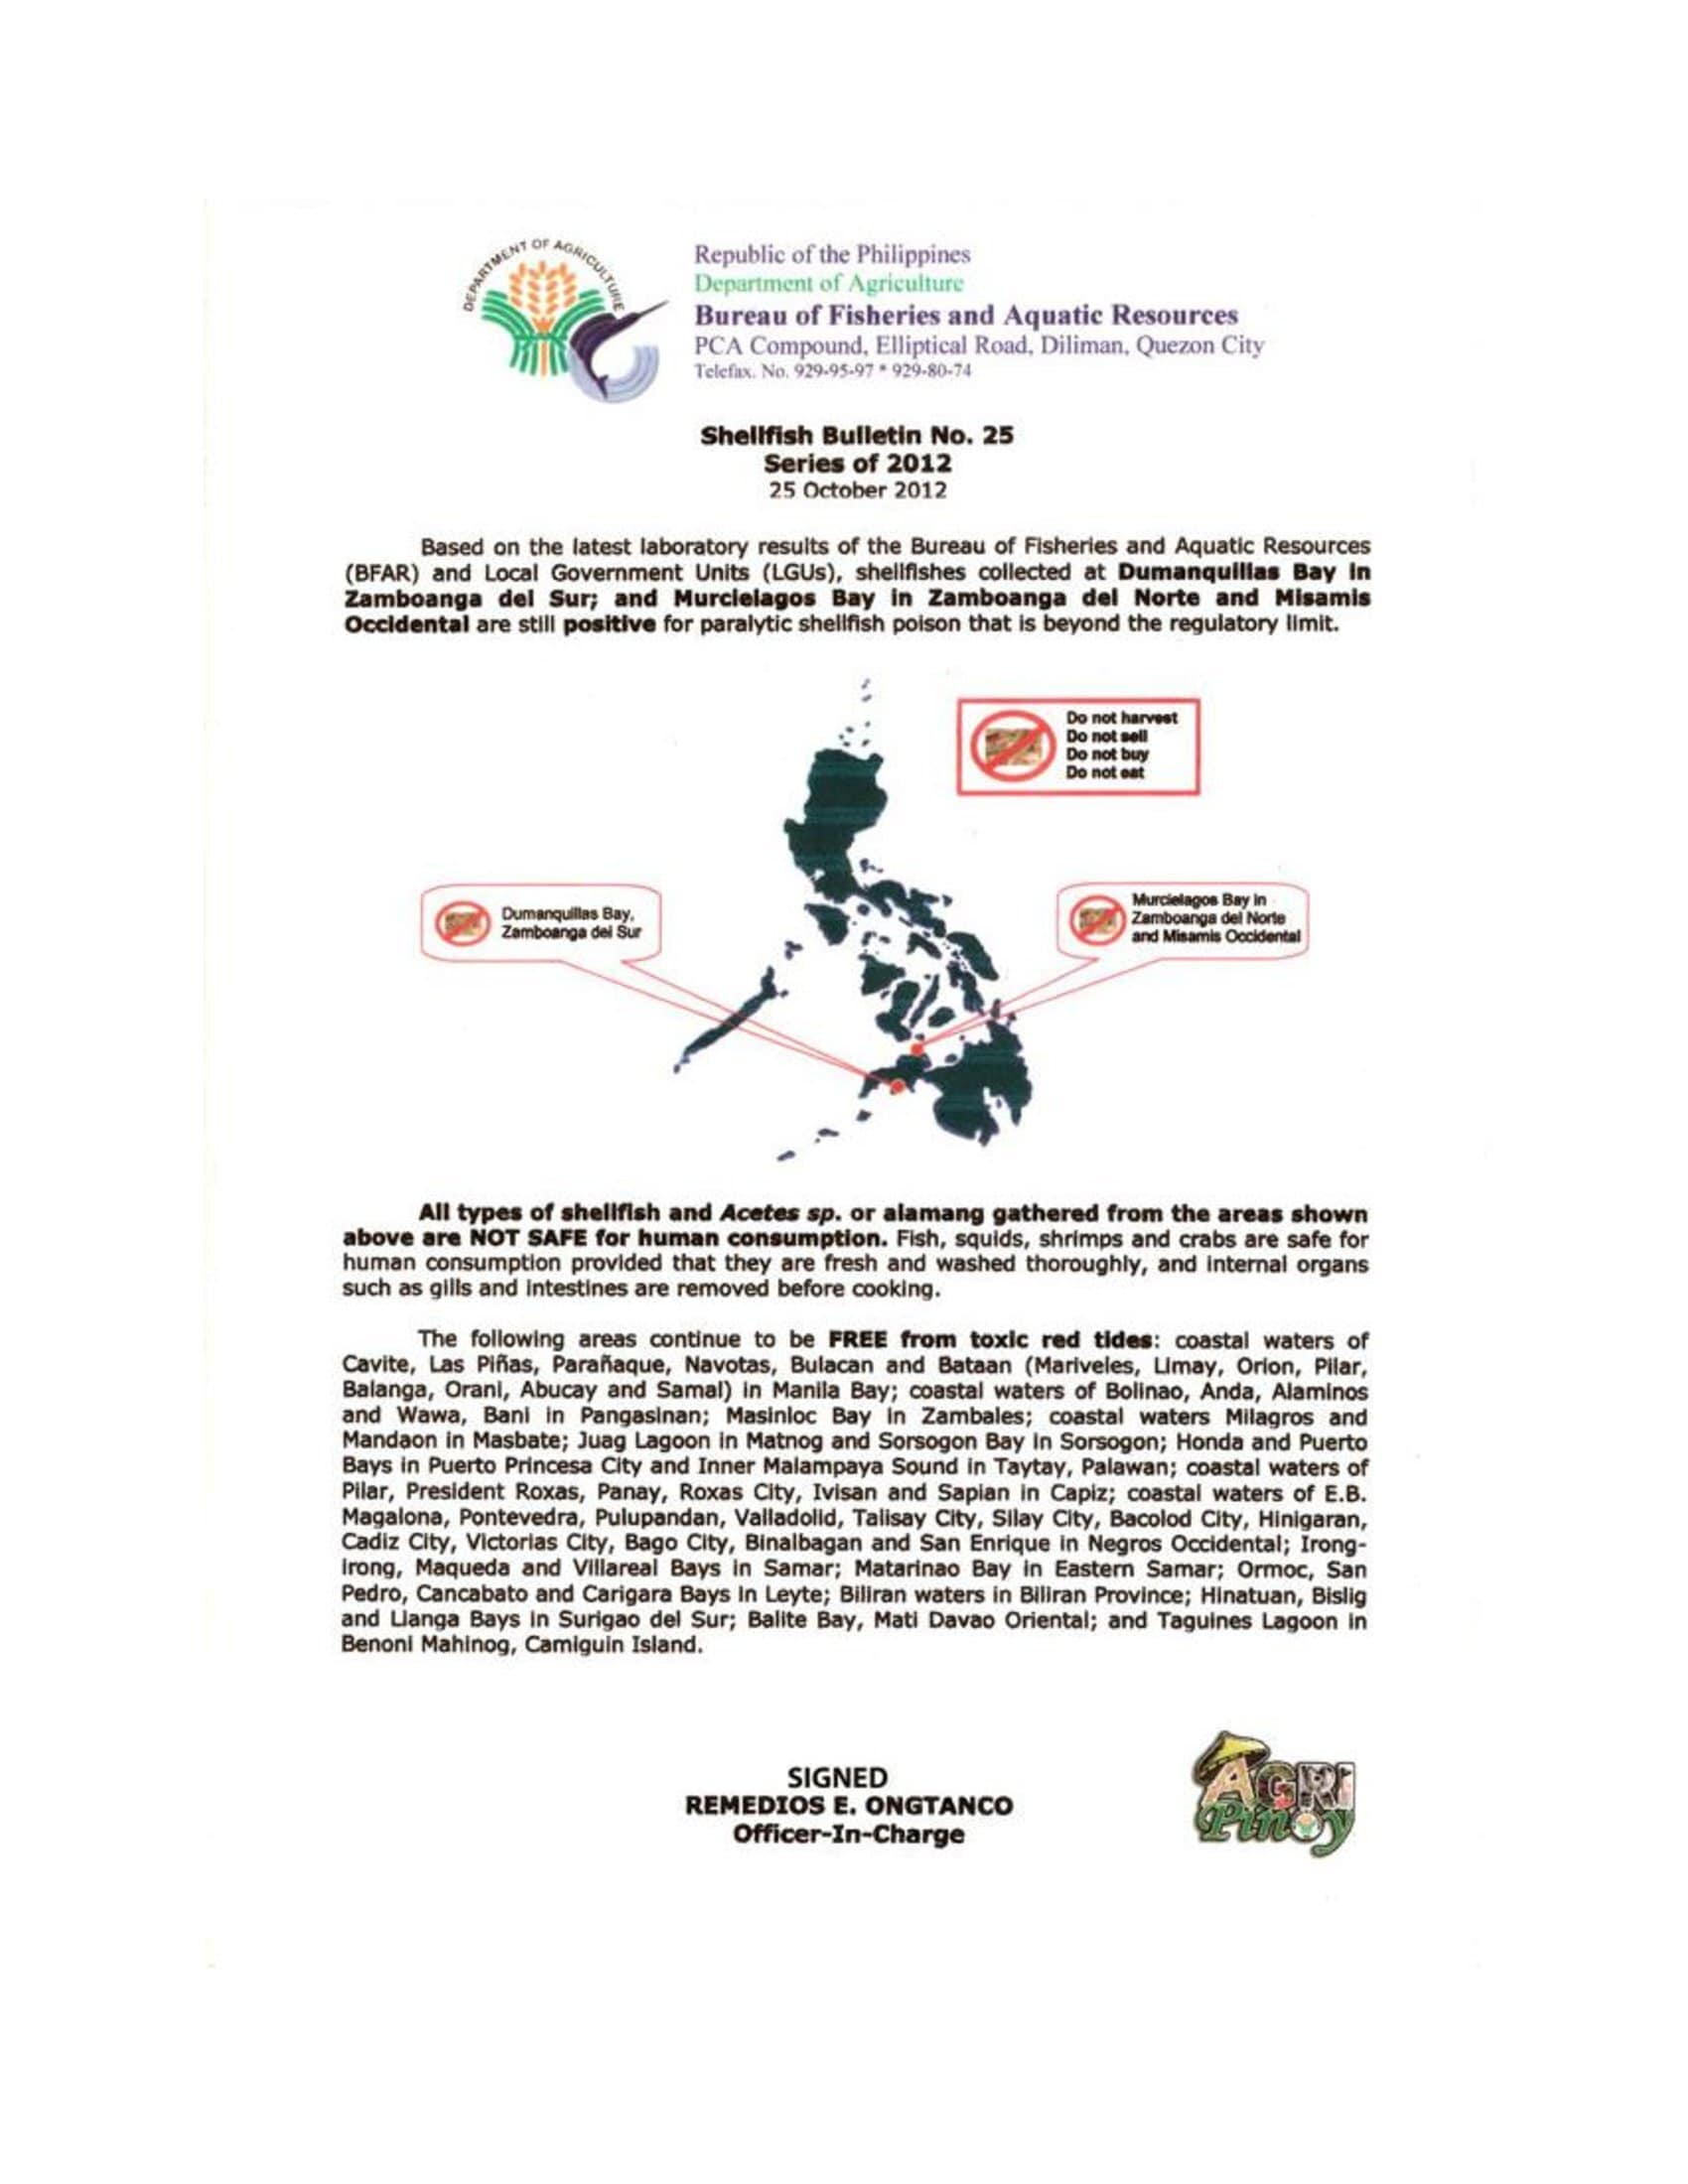 DEPARTMENT OF AGRICULTURE
Republic of the Philippines
Department of Agriculture
Bureau of Fisheries and Aquatic Resources
PCA Compound, Elliptical Road, Diliman, Quezon City
Telefax. No. 929-95-97 * 929-80-74
Shellfish Bulletin No. 25
Series of 2012
25 October 2012
Based on the latest laboratory results of the Bureau of Fisheries and Aquatic Resources
(BFAR) and Local Government Units (LGUs), shellfishes collected at Dumanquillas Bay in
Zamboanga del Sur; and Murcielagos Bay in Zamboanga del Norte and Misamis
Occidental are still positive for paralytic shellfish poison that is beyond the regulatory limit.
Do not harvest
Do not sell
Do not buy
Do not eat
Dumanquillas Bay,
Zamboanga del Sur
Murcielagos Bay in
Zamboanga del Norte
and Misamis Occidental
All types of shellfish and Acetes sp. or alamang gathered from the areas shown
above are NOT SAFE for human consumption. Fish, squids, shrimps and crabs are safe for
human consumption provided that they are fresh and washed thoroughly, and internal organs
such as gills and intestines are removed before cooking.
The following areas continue to be FREE from toxic red tides: coastal waters of
Cavite, Las Piñas, Parañaque, Navotas, Bulacan and Bataan (Mariveles, Limay, Orion, Pilar,
Balanga, Orani, Abucay and Samal) in Manila Bay; coastal waters of Bolinao, Anda, Alaminos
and Wawa, Bani in Pangasinan; Masinloc Bay in Zambales; coastal waters Milagros and
Mandaon in Masbate; Juag Lagoon in Matnog and Sorsogon Bay in Sorsogon; Honda and Puerto
Bays in Puerto Princesa City and Inner Malampaya Sound in Taytay, Palawan; coastal waters of
Pilar, President Roxas, Panay, Roxas City, Ivisan and Sapian in Capiz; coastal waters of E.B.
Magalona, Pontevedra, Pulupandan, Valladolid, Talisay City, Silay City, Bacolod City, Hinigaran,
Cadiz City, Victorias City, Bago City, Binalbagan and San Enrique in Negros Occidental; Irong-
irong, Maqueda and Villareal Bays in Samar; Matarinao Bay in Eastern Samar; Ormoc, San
Pedro, Cancabato and Carigara Bays in Leyte; Biliran waters in Biliran Province; Hinatuan, Bislig
and Lianga Bays in Surigao del Sur; Balite Bay, Mati Davao Oriental; and Taguines Lagoon in
Benoni Mahinog, Camiguin Island.
SIGNED
REMEDIOS E. ONGTANCO
Officer-In-Charge
AGRI
Pinoy